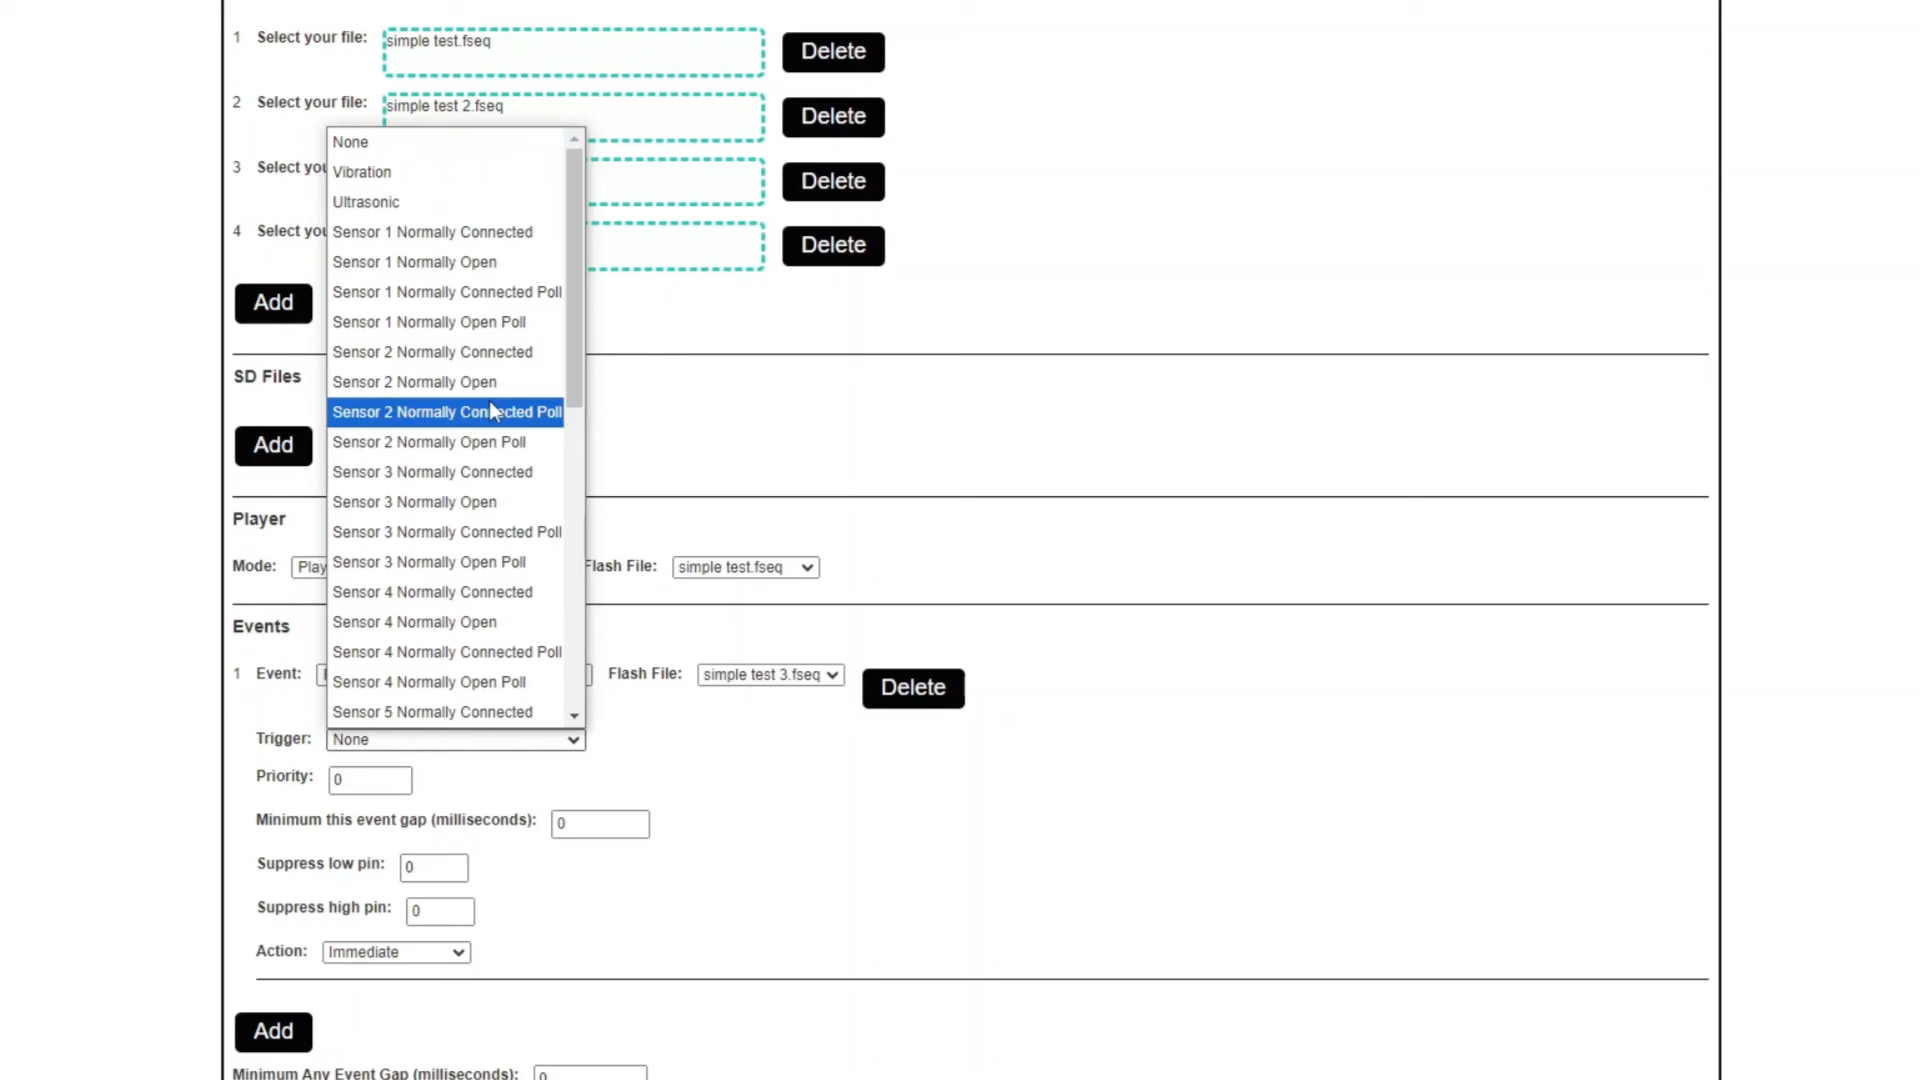 1 Select your file: simple test.fseq Delete
2 Select your file: simple test 2.fseq Delete
3 Select you Delete
4 Select you Delete
None
Vibration
Ultrasonic
Sensor 1 Normally Connected
Sensor 1 Normally Open
Sensor 1 Normally Connected Poll
Sensor 1 Normally Open Poll
Sensor 2 Normally Connected
Sensor 2 Normally Open
Sensor 2 Normally Connected Poll
Sensor 2 Normally Open Poll
Sensor 3 Normally Connected
Sensor 3 Normally Open
Sensor 3 Normally Connected Poll
Sensor 3 Normally Open Poll
Sensor 4 Normally Connected
Sensor 4 Normally Open
Sensor 4 Normally Connected Poll
Sensor 4 Normally Open Poll
Sensor 5 Normally Connected
Add
SD Files
Add
Player
Mode: Play Flash File: simple test.fseq
Events
1 Event: Flash File: simple test 3.fseq Delete
Trigger: None
Priority: 0
Minimum this event gap (milliseconds): 0
Suppress low pin: 0
Suppress high pin: 0
Action: Immediate
Add
Minimum Any Event Gap (milliseconds): 0